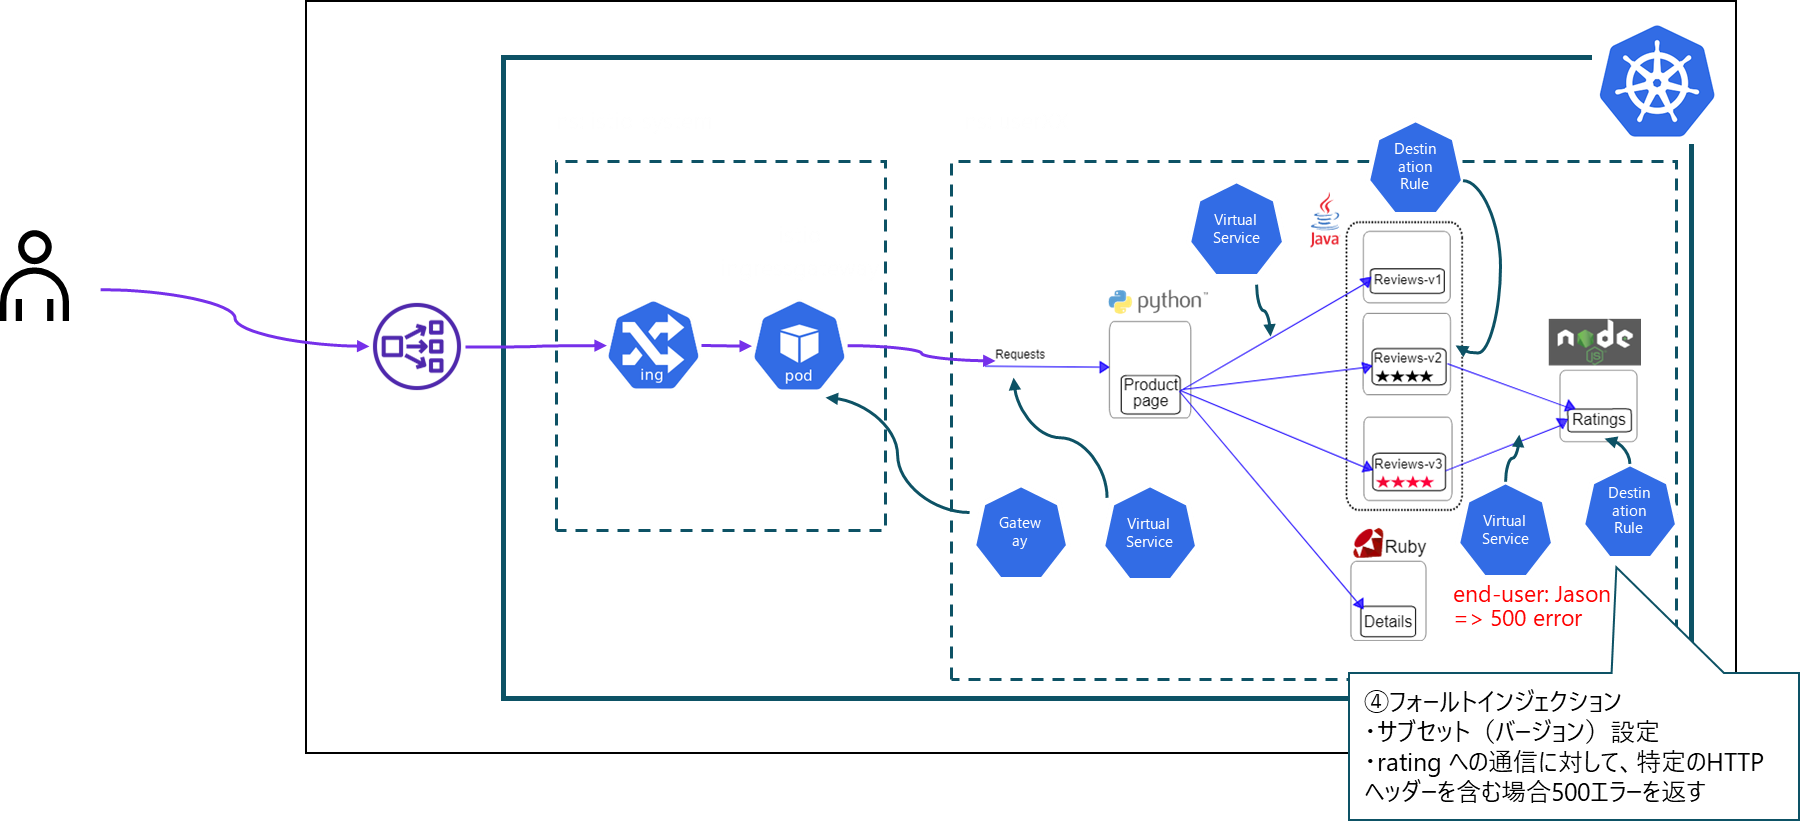 Destin
ation
Rule
Virtual
Service
Java
Reviews-v1
python™
node
JS
Requests
Reviews-v2
★★★★
ing
pod
Product
page
Ratings
Reviews-v3
★★★★
Gatew
ay
Virtual
Service
Virtual
Service
Destin
ation
Rule
Ruby
Details
end-user: Jason
=> 500 error
④フォールトインジェクション
・サブセット（バージョン）設定
・rating への通信に対して、特定のHTTP
ヘッダーを含む場合500エラーを返す